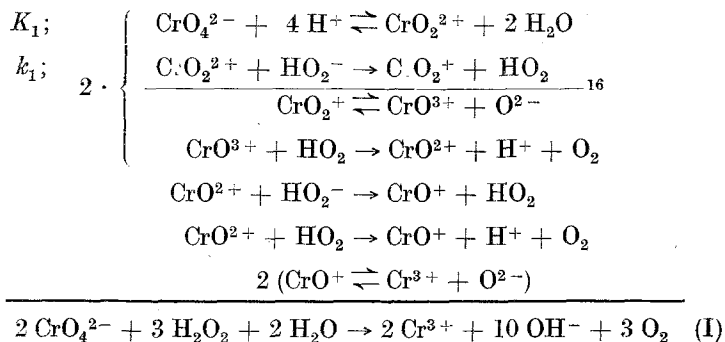 K₁; CrO₄²⁻ + 4 H⁺ ⇌ CrO₂²⁺ + 2 H₂O
k₁; 2 · { C.O₂²⁺ + HO₂⁻ → C.O₂⁺ + HO₂
CrO₂⁺ ⇌ CrO³⁺ + O²⁻ ¹⁶
CrO³⁺ + HO₂ → CrO²⁺ + H⁺ + O₂
CrO²⁺ + HO₂⁻ → CrO⁺ + HO₂
CrO²⁺ + HO₂ → CrO⁺ + H⁺ + O₂
2 (CrO⁺ ⇌ Cr³⁺ + O²⁻)
2 CrO₄²⁻ + 3 H₂O₂ + 2 H₂O → 2 Cr³⁺ + 10 OH⁻ + 3 O₂ (I)